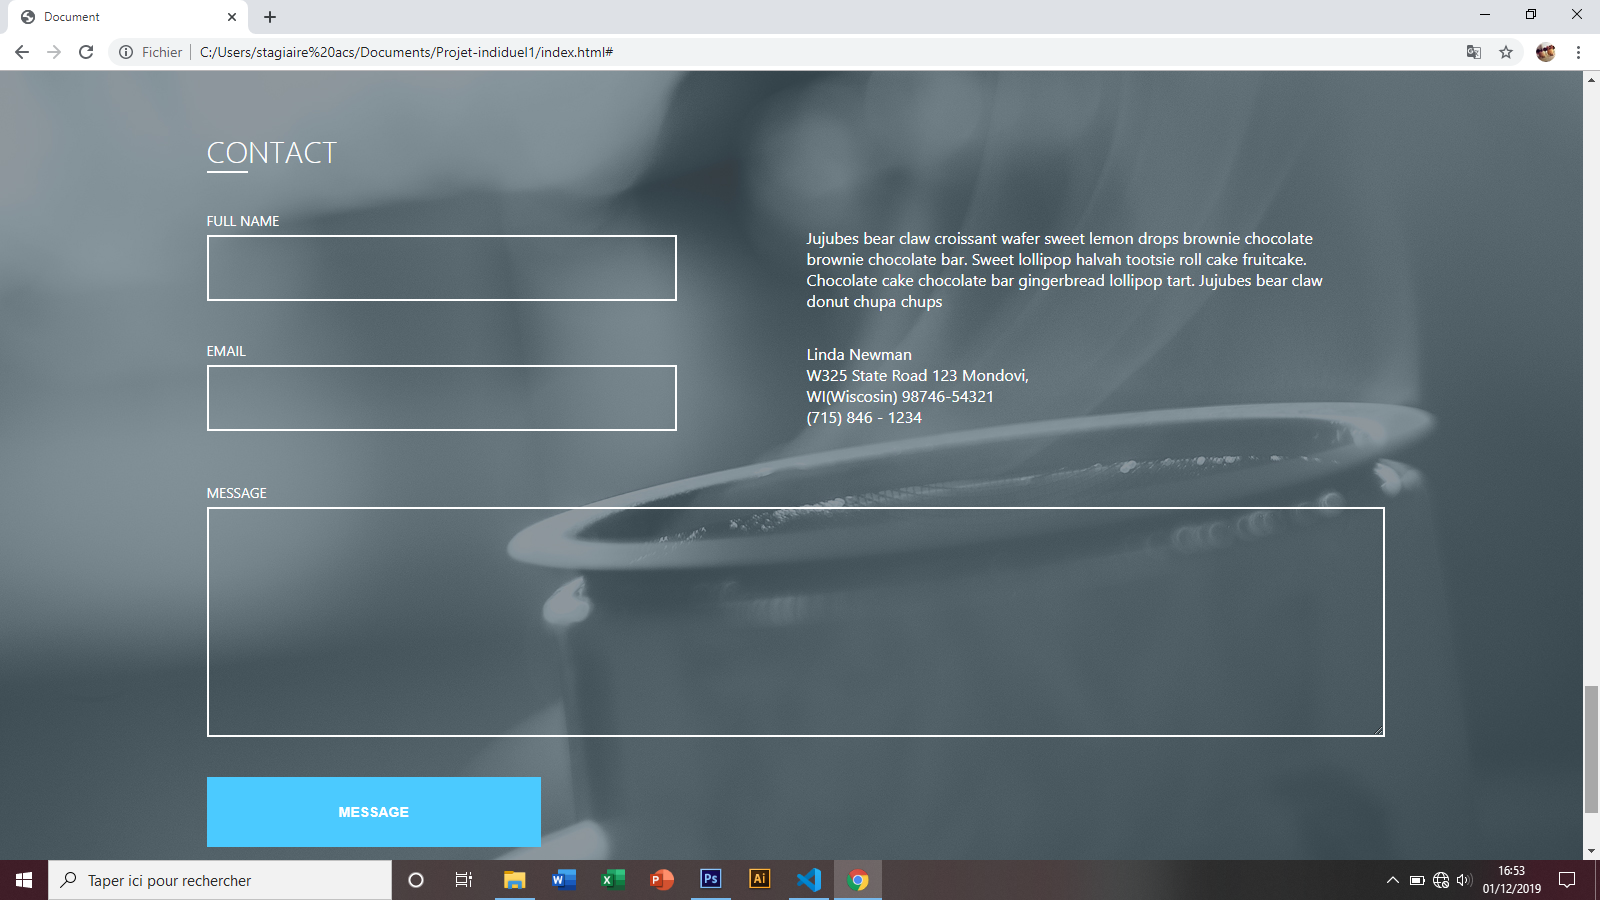 Document
Fichier
C:/Users/stagiaire%20acs/Documents/Projet-indiduel1/index.html#
CONTACT
FULL NAME
Jujubes bear claw croissant wafer sweet lemon drops brownie chocolate
brownie chocolate bar. Sweet lollipop halvah tootsie roll cake fruitcake.
Chocolate cake chocolate bar gingerbread lollipop tart. Jujubes bear claw
donut chupa chups
EMAIL
Linda Newman
W325 State Road 123 Mondovi,
WI(Wiscosin) 98746-54321
(715) 846 - 1234
MESSAGE
MESSAGE
Taper ici pour rechercher
W
X
P
Ps
Ai
16:53
01/12/2019